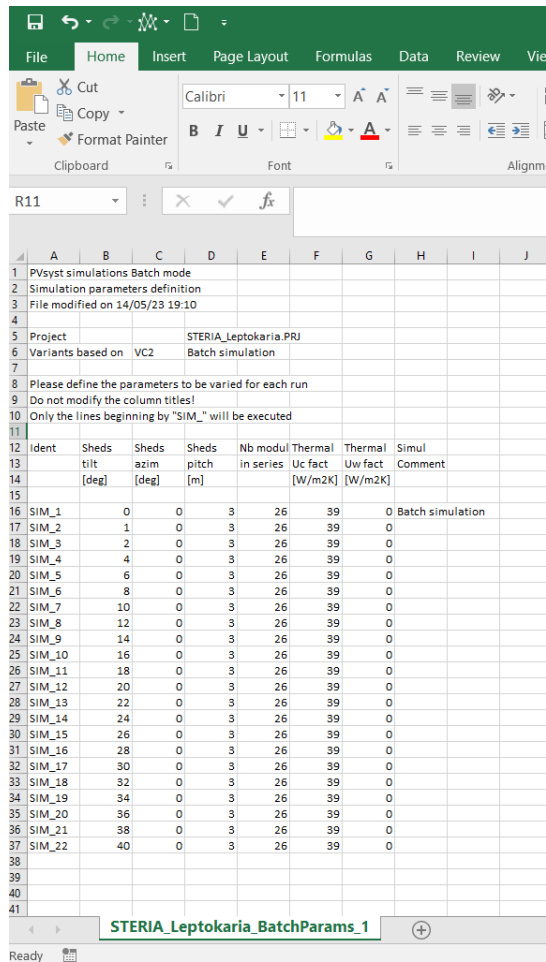 File Home Insert Page Layout Formulas Data Review Vie
Paste
Cut
Copy
Format Painter
Clipboard
Calibri 11 A A
B I U A
Font
Alignm
R11 fx
A B C D E F G H I J
1 PVsyst simulations Batch mode
2 Simulation parameters definition
3 File modified on 14/05/23 19:10
4
5 Project STERIA_Leptokaria.PRJ
6 Variants based on VC2 Batch simulation
7
8 Please define the parameters to be varied for each run
9 Do not modify the column titles!
10 Only the lines beginning by "SIM_" will be executed
11
12 Ident Sheds Sheds Sheds Nb modul Thermal Thermal Simul
13 tilt azim pitch in series Uc fact Uw fact Comment
14 [deg] [deg] [m] [W/m2K] [W/m2K]
15
16 SIM_1 0 0 3 26 39 0 Batch simulation
17 SIM_2 1 0 3 26 39 0
18 SIM_3 2 0 3 26 39 0
19 SIM_4 4 0 3 26 39 0
20 SIM_5 6 0 3 26 39 0
21 SIM_6 8 0 3 26 39 0
22 SIM_7 10 0 3 26 39 0
23 SIM_8 12 0 3 26 39 0
24 SIM_9 14 0 3 26 39 0
25 SIM_10 16 0 3 26 39 0
26 SIM_11 18 0 3 26 39 0
27 SIM_12 20 0 3 26 39 0
28 SIM_13 22 0 3 26 39 0
29 SIM_14 24 0 3 26 39 0
30 SIM_15 26 0 3 26 39 0
31 SIM_16 28 0 3 26 39 0
32 SIM_17 30 0 3 26 39 0
33 SIM_18 32 0 3 26 39 0
34 SIM_19 34 0 3 26 39 0
35 SIM_20 36 0 3 26 39 0
36 SIM_21 38 0 3 26 39 0
37 SIM_22 40 0 3 26 39 0
38
39
40
41
STERIA_Leptokaria_BatchParams_1
Ready